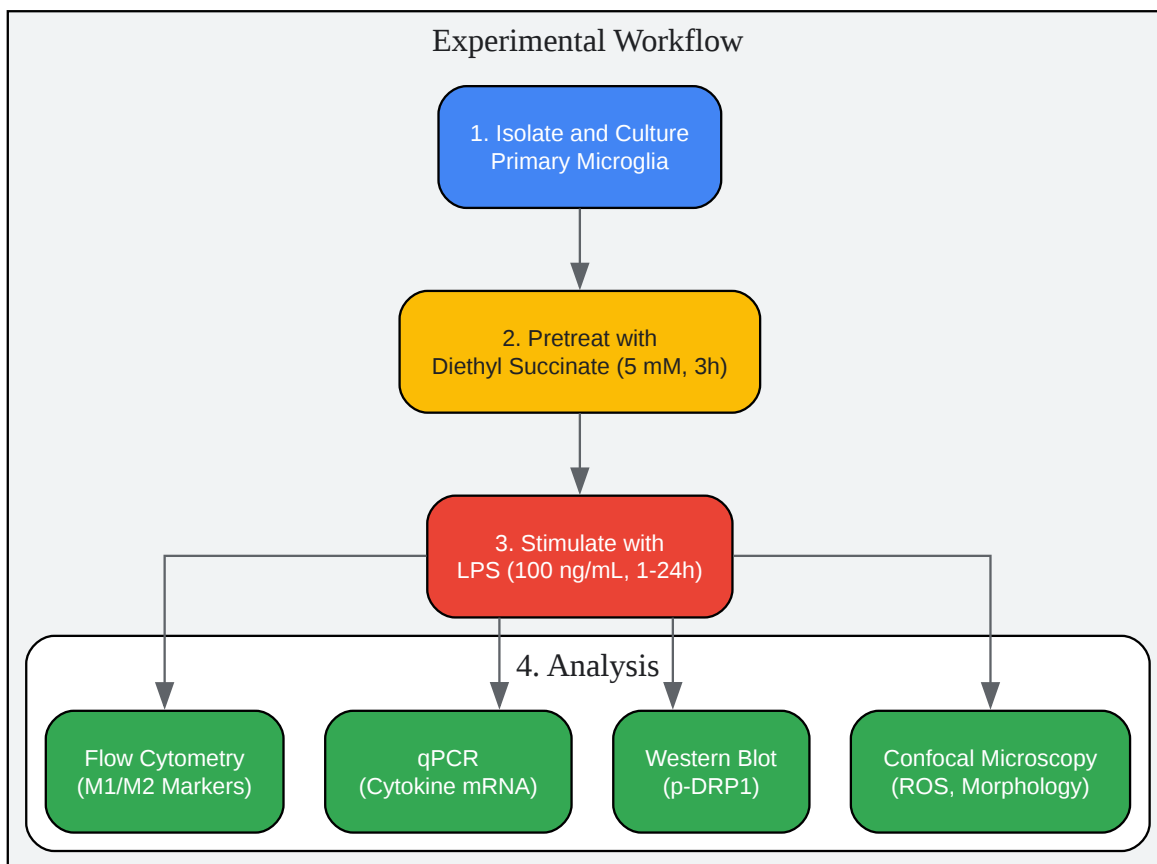 Experimental Workflow
1. Isolate and Culture
Primary Microglia
2. Pretreat with
Diethyl Succinate (5 mM, 3h)
3. Stimulate with
LPS (100 ng/mL, 1-24h)
4. Analysis
Flow Cytometry
(M1/M2 Markers)
qPCR
(Cytokine mRNA)
Western Blot
(p-DRP1)
Confocal Microscopy
(ROS, Morphology)